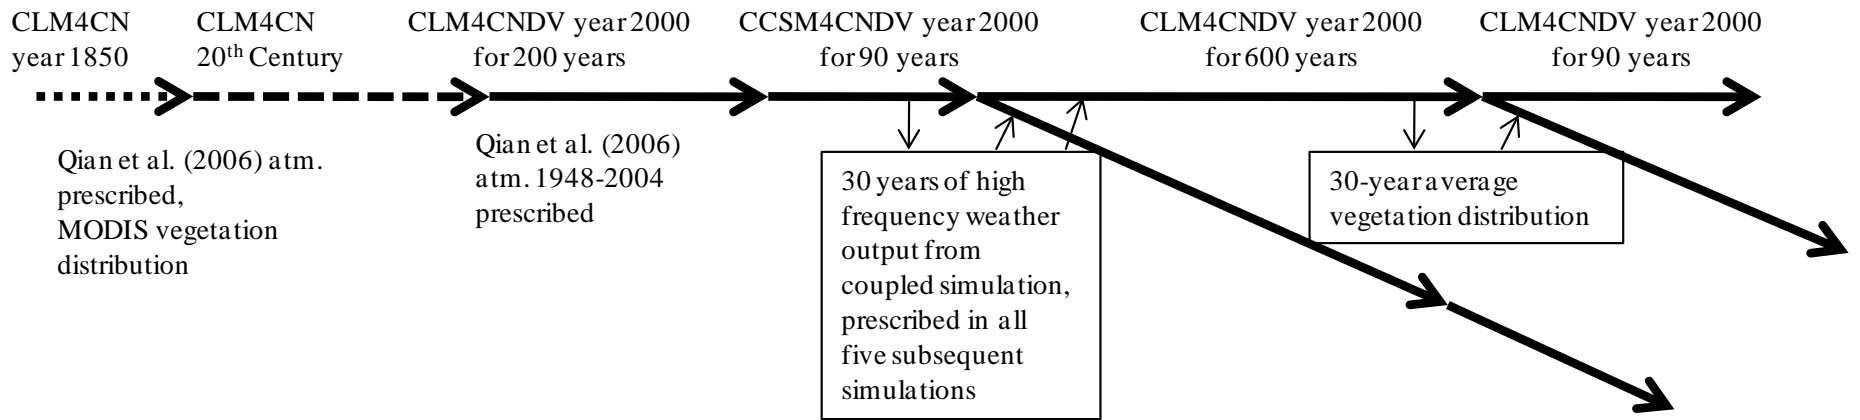 CLM4CN
year 1850
CLM4CN
20th Century
CLM4CNDV year 2000
for 200 years
CCSM4CNDV year 2000
for 90 years
CLM4CNDV year 2000
for 600 years
CLM4CNDV year 2000
for 90 years
Qian et al. (2006) atm.
prescribed,
MODIS vegetation
distribution
Qian et al. (2006)
atm. 1948-2004
prescribed
30 years of high
frequency weather
output from
coupled simulation,
prescribed in all
five subsequent
simulations
30-year average
vegetation distribution